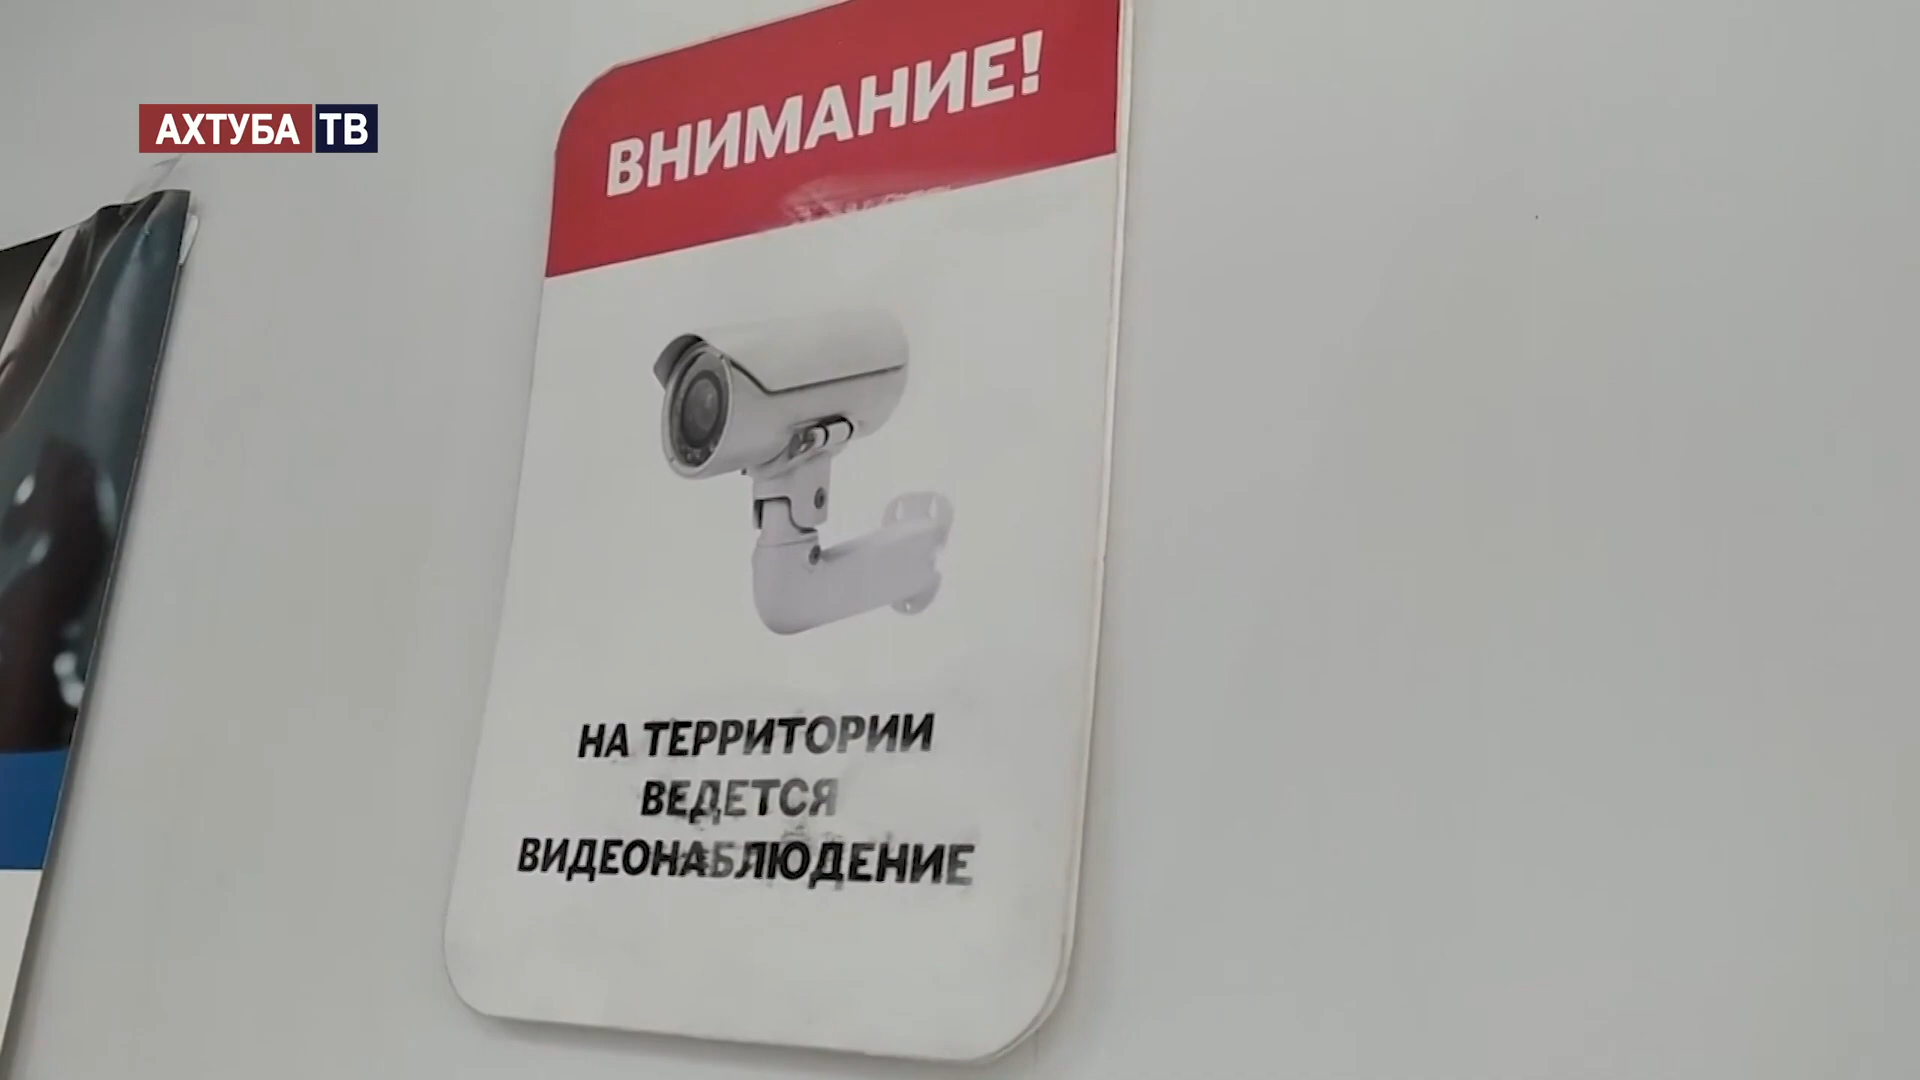 АХТУБА ТВ
ВНИМАНИЕ!
НА ТЕРРИТОРИИ
ВЕДЕТСЯ
ВИДЕОНАБЛЮДЕНИЕ